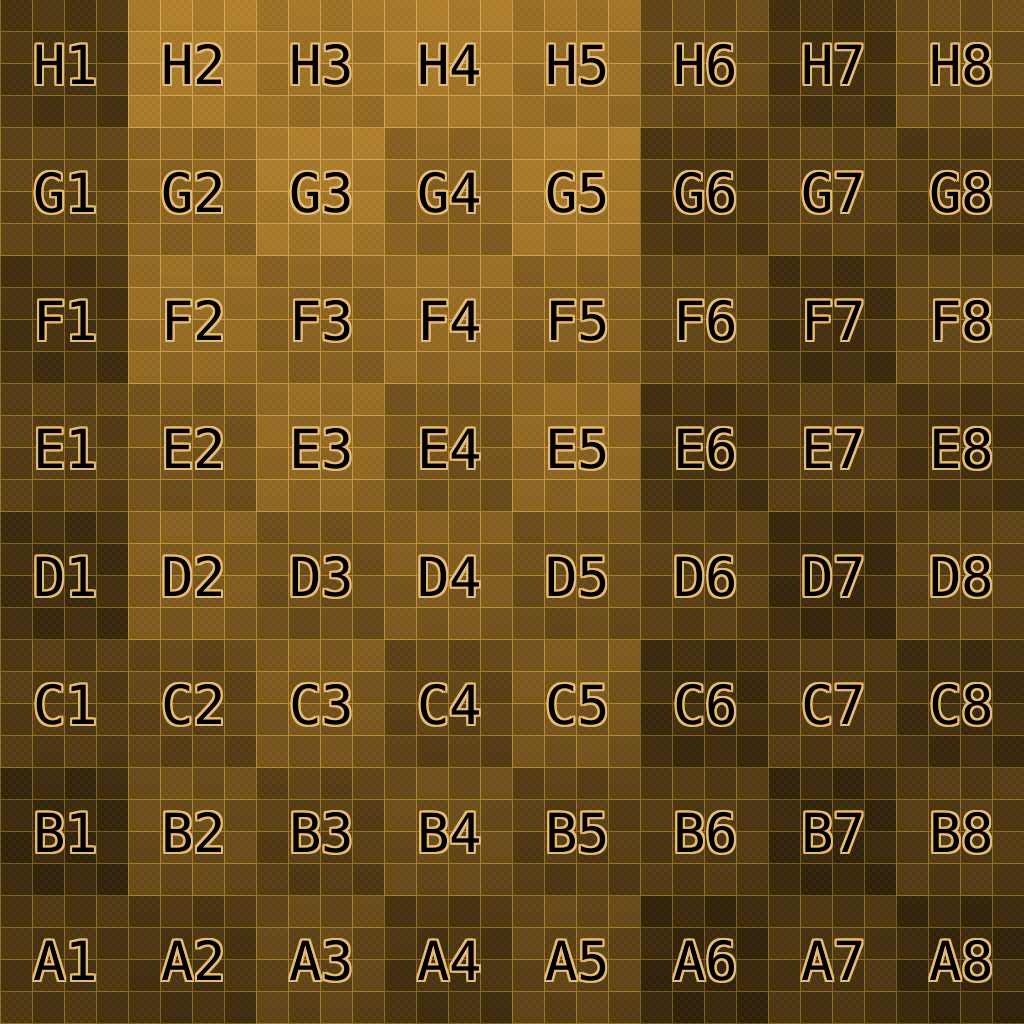 H1 H2 H3 H4 H5 H6 H7 H8
G1 G2 G3 G4 G5 G6 G7 G8
F1 F2 F3 F4 F5 F6 F7 F8
E1 E2 E3 E4 E5 E6 E7 E8
D1 D2 D3 D4 D5 D6 D7 D8
C1 C2 C3 C4 C5 C6 C7 C8
B1 B2 B3 B4 B5 B6 B7 B8
A1 A2 A3 A4 A5 A6 A7 A8